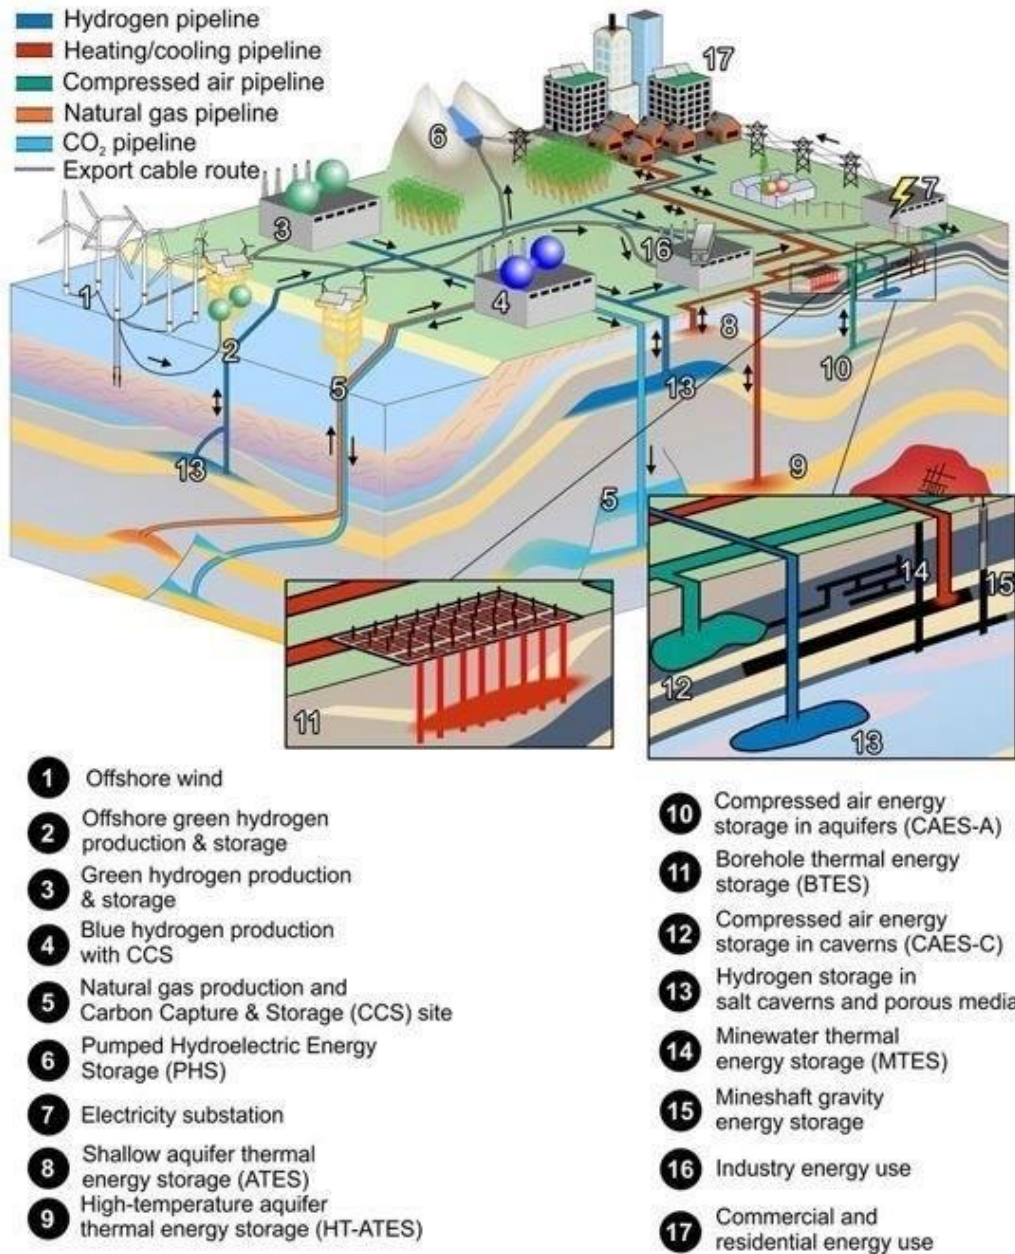 Hydrogen pipeline
Heating/cooling pipeline
Compressed air pipeline
Natural gas pipeline
CO₂ pipeline
Export cable route
17
6
7
3
16
4
1
2
8
5
13
10
13
9
5
14
15
12
11
13
1 Offshore wind
2 Offshore green hydrogen
production & storage
3 Green hydrogen production
& storage
4 Blue hydrogen production
with CCS
5 Natural gas production and
Carbon Capture & Storage (CCS) site
6 Pumped Hydroelectric Energy
Storage (PHS)
7 Electricity substation
8 Shallow aquifer thermal
energy storage (ATES)
9 High-temperature aquifer
thermal energy storage (HT-ATES)
10 Compressed air energy
storage in aquifers (CAES-A)
11 Borehole thermal energy
storage (BTES)
12 Compressed air energy
storage in caverns (CAES-C)
13 Hydrogen storage in
salt caverns and porous media
14 Minewater thermal
energy storage (MTES)
15 Mineshaft gravity
energy storage
16 Industry energy use
17 Commercial and
residential energy use